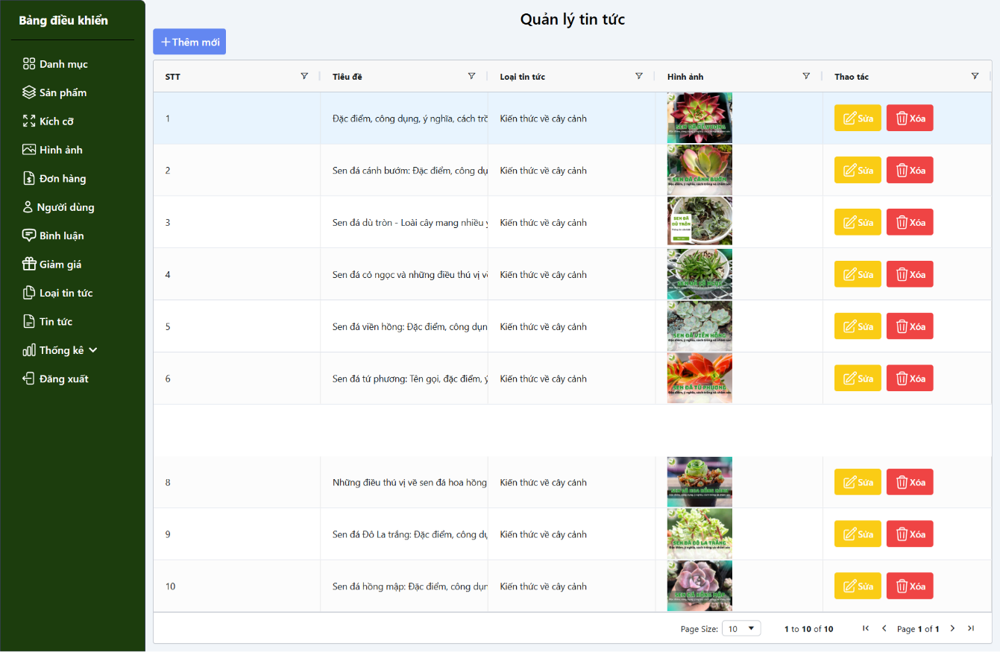 Bảng điều khiển
Danh mục
Sản phẩm
Kích cỡ
Hình ảnh
Đơn hàng
Người dùng
Bình luận
Giảm giá
Loại tin tức
Tin tức
Thống kê
Đăng xuất
Quản lý tin tức
Thêm mới
STT Tiêu đề Loại tin tức Hình ảnh Thao tác
1 Đặc điểm, công dụng, ý nghĩa, cách trồ Kiến thức về cây cảnh Sửa Xóa
2 Sen đá cánh bướm: Đặc điểm, công dụ Kiến thức về cây cảnh SEN ĐÁ CÁNH BƯỚM Sửa Xóa
3 Sen đá dù tròn - Loài cây mang nhiều ý Kiến thức về cây cảnh SEN ĐÁ Sửa Xóa
4 Sen đá cỏ ngọc và những điều thú vị về Kiến thức về cây cảnh Sửa Xóa
5 Sen đá viền hồng: Đặc điểm, công dụn Kiến thức về cây cảnh SEN ĐÁ VIỀN HỒNG Sửa Xóa
6 Sen đá tứ phương: Tên gọi, đặc điểm, ý Kiến thức về cây cảnh SEN ĐÁ TỨ PHƯƠNG Sửa Xóa
8 Những điều thú vị về sen đá hoa hồng Kiến thức về cây cảnh Sửa Xóa
9 Sen đá Đô La trắng: Đặc điểm, công dụ Kiến thức về cây cảnh SEN ĐÁ ĐÔ LA TRẮNG Sửa Xóa
10 Sen đá hồng mập: Đặc điểm, công dụn Kiến thức về cây cảnh SEN ĐÁ HỒNG MẬP Sửa Xóa
Page Size: 10 1 to 10 of 10 Page 1 of 1